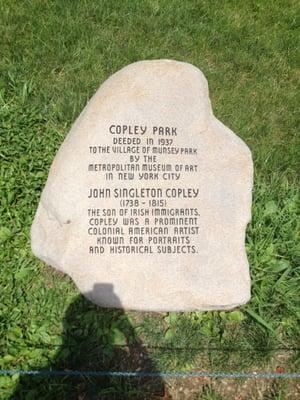 COPLEY PARK
DEEDED IN 1937
TO THE VILLAGE OF MUNSEY PARK
BY THE
METROPOLITAN MUSEUM OF ART
IN NEW YORK CITY
JOHN SINGLETON COPLEY
(1738 - 1815)
THE SON OF IRISH IMMIGRANTS,
COPLEY WAS A PROMINENT
COLONIAL AMERICAN ARTIST
KNOWN FOR PORTRAITS
AND HISTORICAL SUBJECTS.